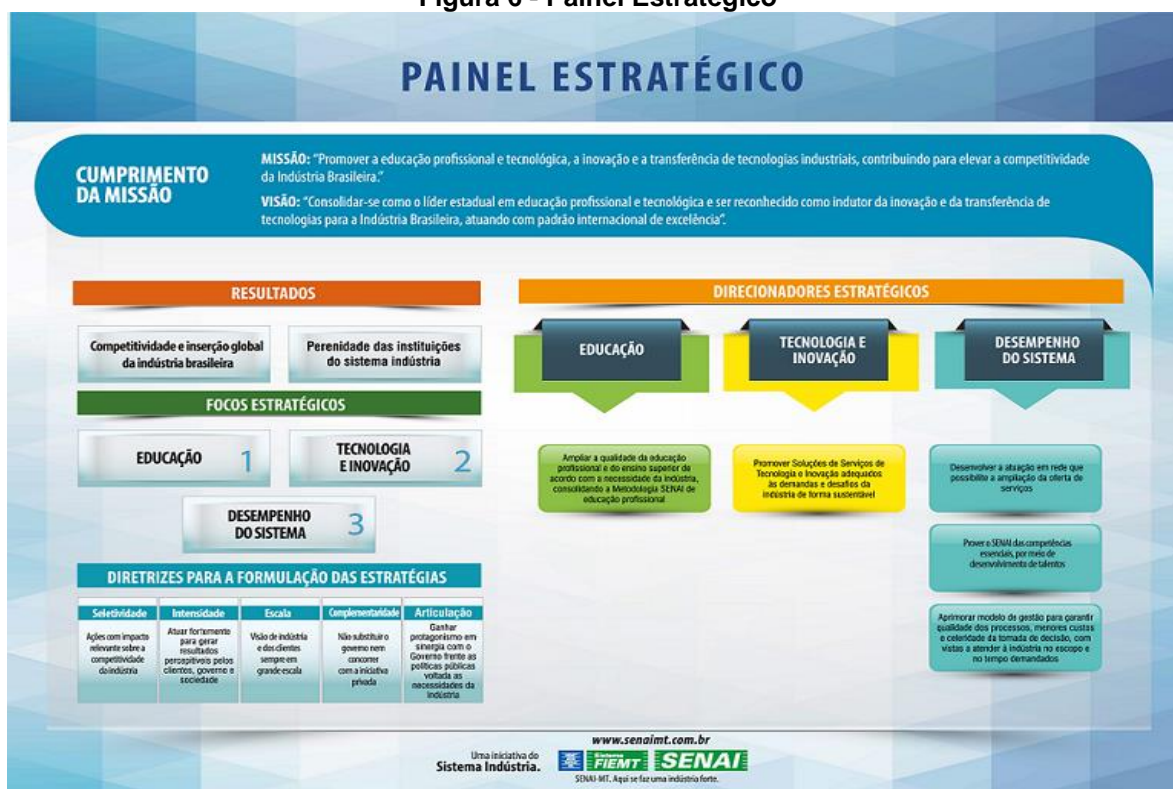 Figura 6 - Painel Estratégico
PAINEL ESTRATÉGICO
CUMPRIMENTO
DA MISSÃO
MISSÃO: "Promover a educação profissional e tecnológica, a inovação e a transferência de tecnologias industriais, contribuindo para elevar a competitividade
da Indústria Brasileira."
VISÃO: "Consolidar-se como o líder estadual em educação profissional e tecnológica e ser reconhecido como indutor da inovação e da transferência de
tecnologias para a Indústria Brasileira, atuando com padrão internacional de excelência".
RESULTADOS
Competitividade e inserção global
da indústria brasileira
Perenidade das instituições
do sistema indústria
FOCOS ESTRATÉGICOS
EDUCAÇÃO 1
TECNOLOGIA
E INOVAÇÃO 2
DESEMPENHO
DO SISTEMA 3
DIRETRIZES PARA A FORMULAÇÃO DAS ESTRATÉGIAS
Seletividade
Ações com impacto
relevante sobre a
competitividade
da indústria
Intensidade
Atuar fortemente
para gerar
resultados
perceptíveis pelos
clientes, governo e
sociedade
Escala
Visão de indústria
e dos clientes
sempre em
grande escala
Complementaridade
Não substituir o
governo nem
concorrer
com a iniciativa
privada
Articulação
Ganhar
protagonismo em
sinergia com o
Governo frente as
políticas públicas
voltada as
necessidades da
indústria
DIRECIONADORES ESTRATÉGICOS
EDUCAÇÃO
Ampliar a qualidade da educação
profissional e do ensino superior de
acordo com a necessidade da indústria,
consolidando a Metodologia SENAI de
educação profissional
TECNOLOGIA E
INOVAÇÃO
Promover Soluções de Serviços de
Tecnologia e Inovação adequados
às demandas e desafios da
indústria de forma sustentável
DESEMPENHO
DO SISTEMA
Desenvolver a atuação em rede que
possibilite a ampliação da oferta de
serviços
Prover o SENAI das competências
essenciais, por meio de
desenvolvimento de talentos
Aprimorar modelo de gestão para garantir
qualidade dos processos, menores custas
e celeridade da tomada de decisão, com
vistas a atender à indústria no escopo e
no tempo demandados
www.senaimt.com.br
Uma iniciativa do
Sistema Indústria.
Sistema
FIEMT
SENAI
SENAI-MT. Aqui se faz uma indústria forte.